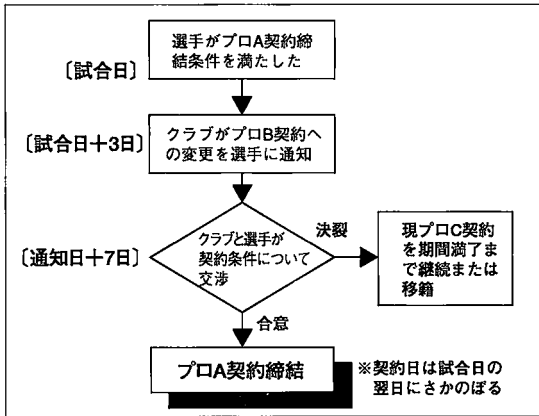 〔試合日〕
選手がプロA契約締
結条件を満たした
〔試合日+3日〕
クラブがプロB契約へ
の変更を選手に通知
〔通知日+7日〕
クラブと選手が
契約条件について
交渉
決裂
現プロC契約
を期間満了ま
で継続または
移籍
合意
プロA契約締結
※契約日は試合日の
翌日にさかのぼる